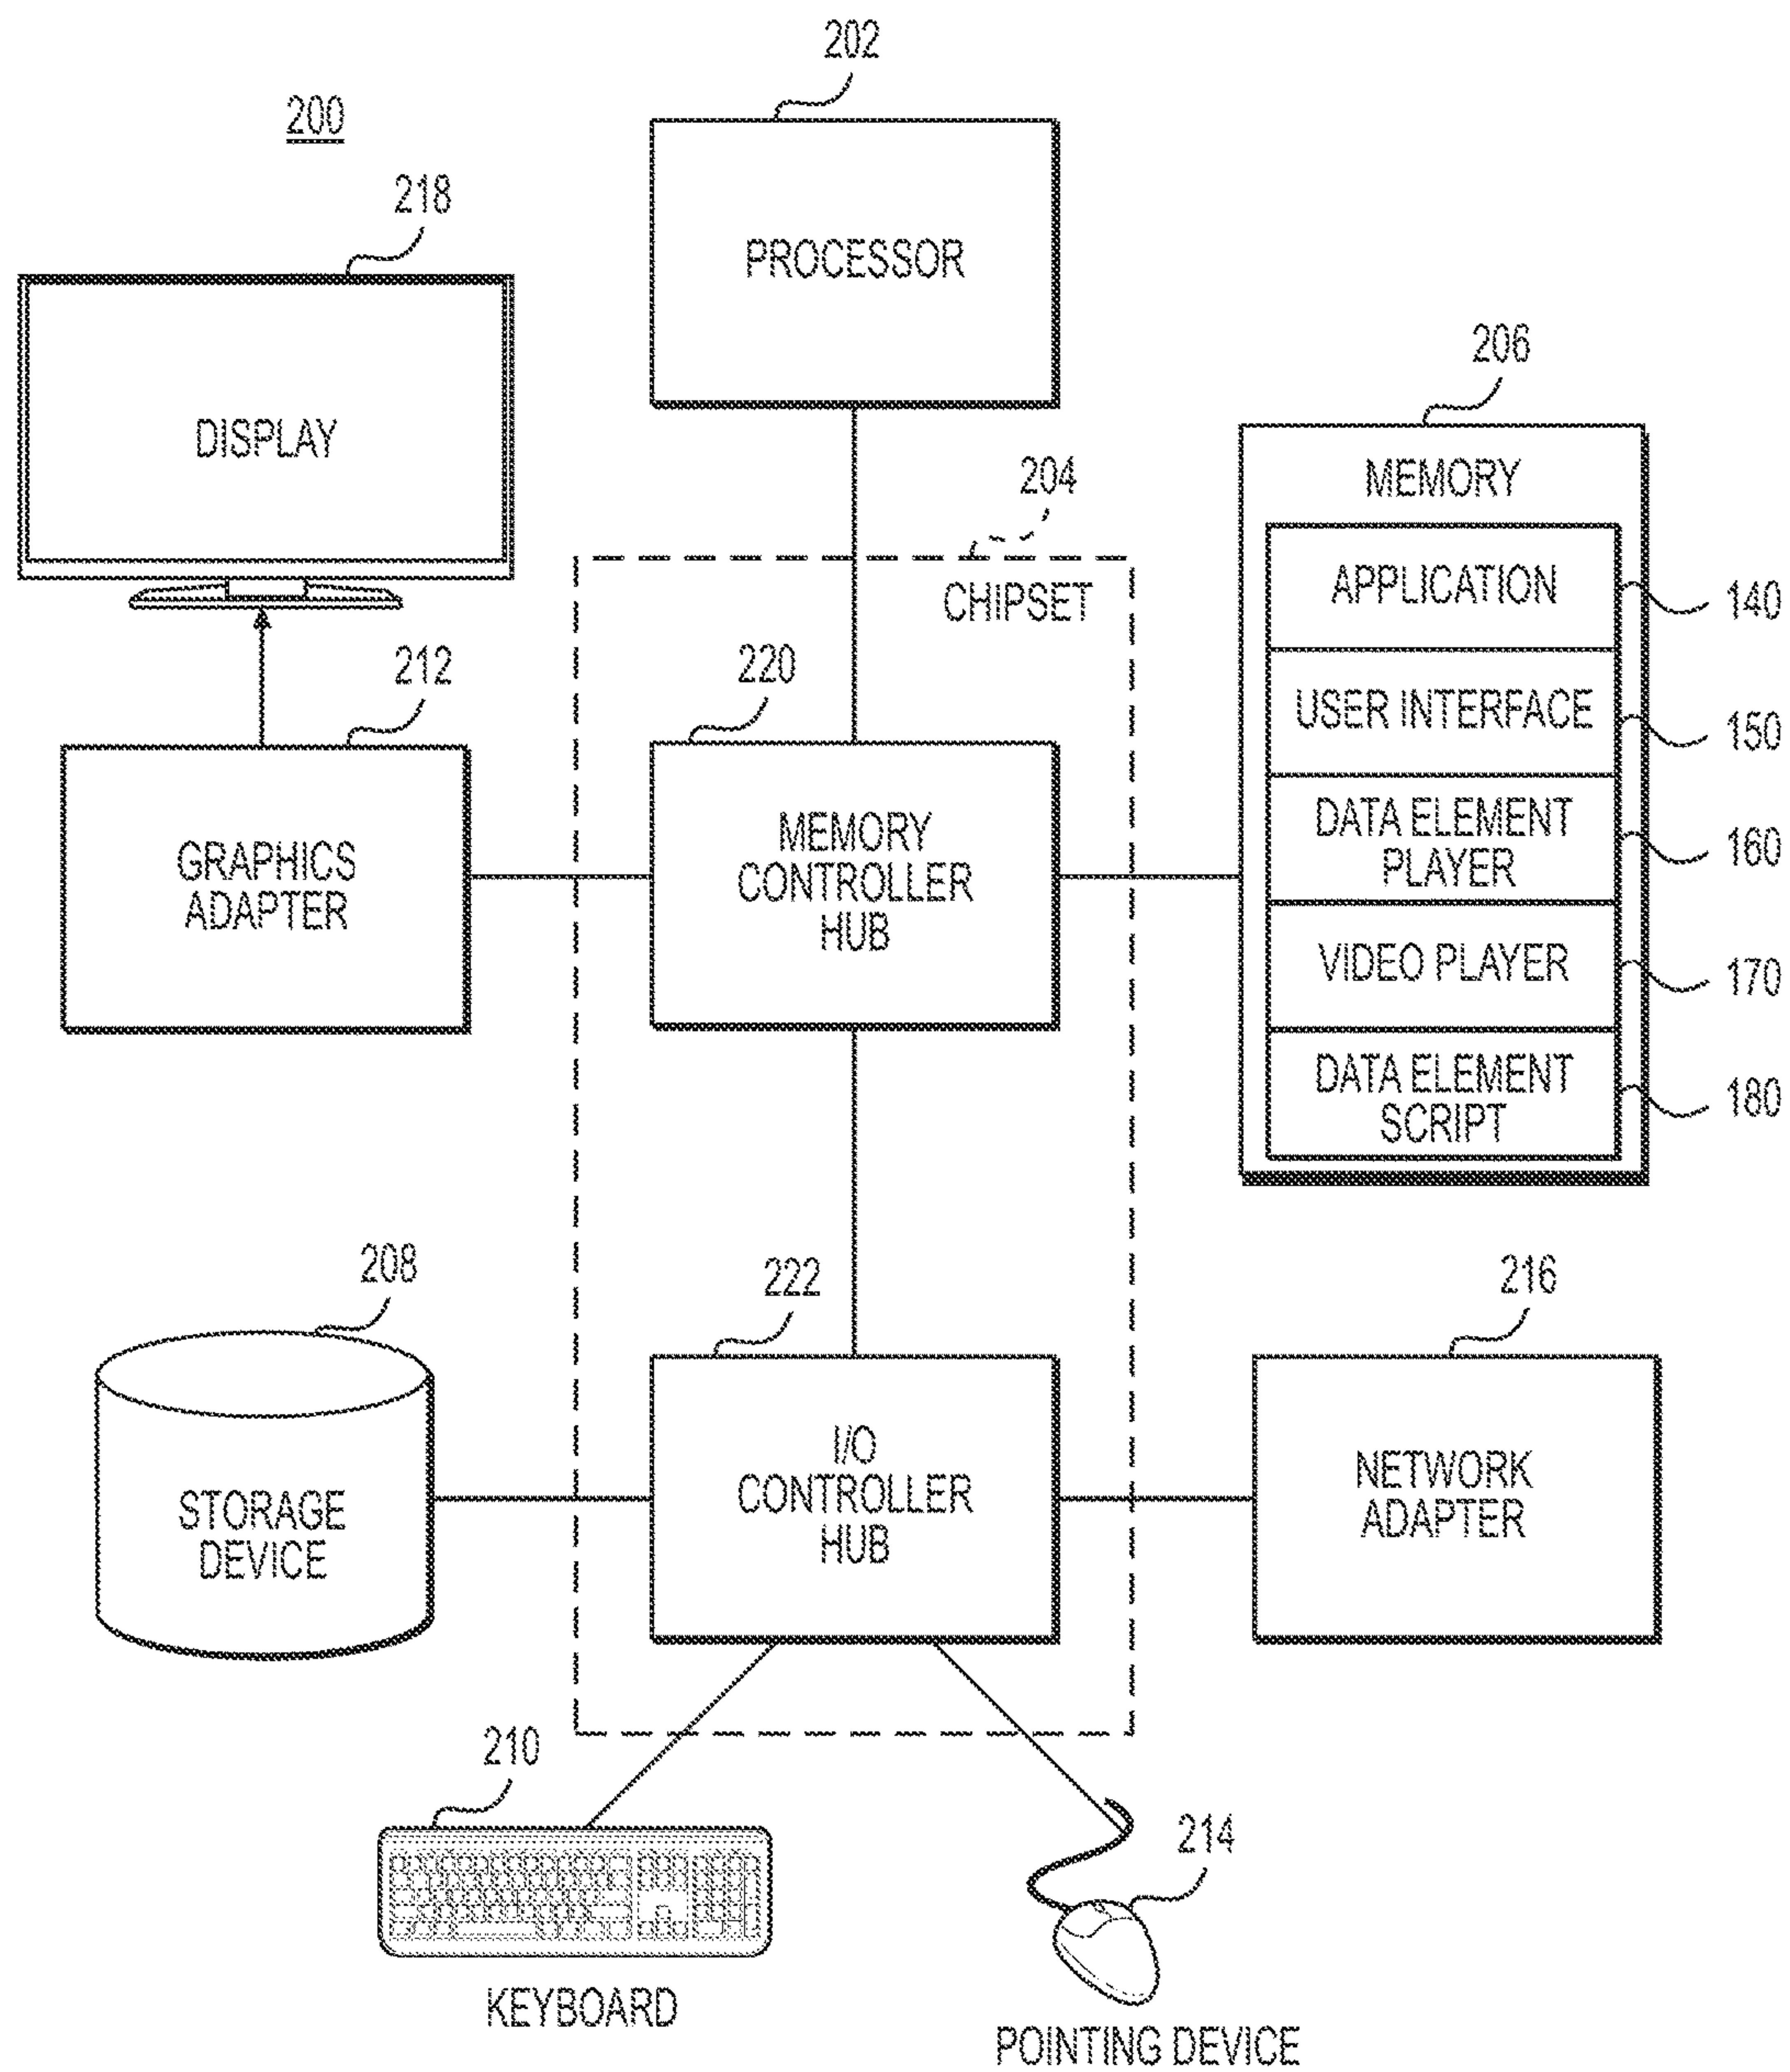 202
200
218
PROCESSOR
206
DISPLAY
204
MEMORY
CHIPSET
APPLICATION
140
212
220
USER INTERFACE
150
GRAPHICS
ADAPTER
MEMORY
CONTROLLER
HUB
DATA ELEMENT
PLAYER
160
VIDEO PLAYER
170
DATA ELEMENT
SCRIPT
180
208
222
216
STORAGE
DEVICE
I/O
CONTROLLER
HUB
NETWORK
ADAPTER
210
214
KEYBOARD
POINTING DEVICE